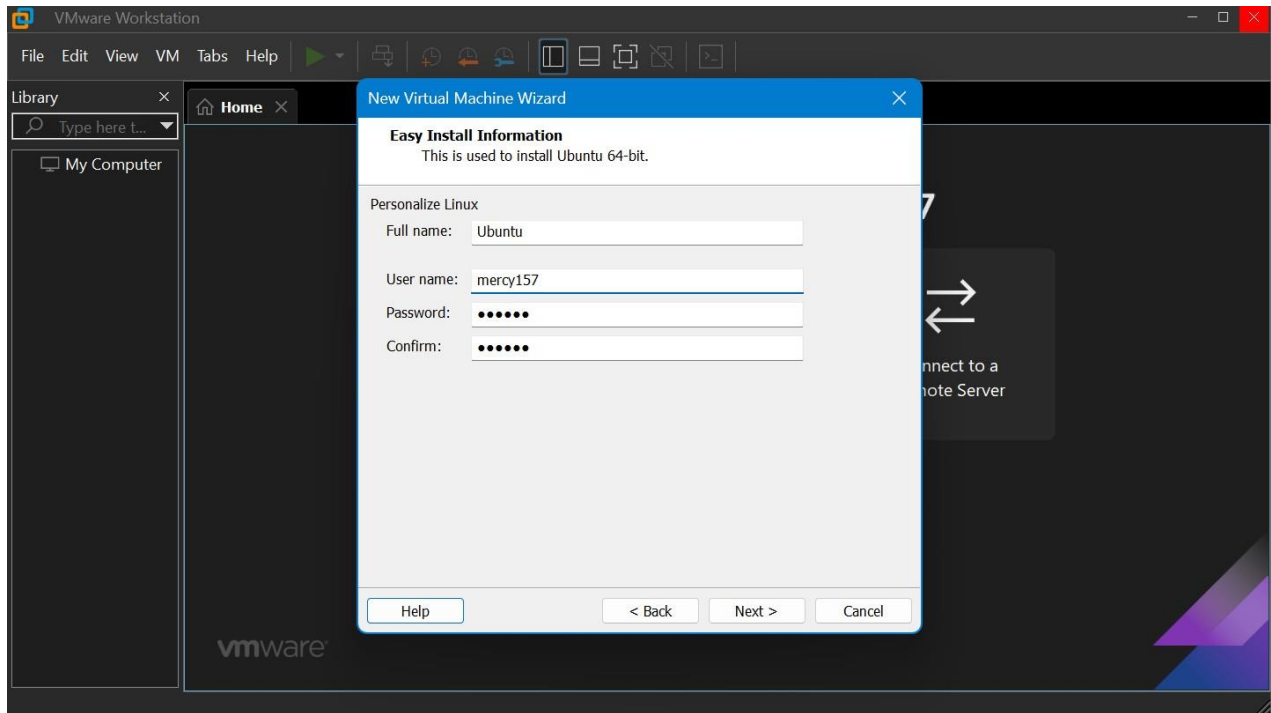 VMware Workstatio
File Edit View VM Tabs Help
Library
Type here t...
My Computer
Home
New Virtual Machine Wizard
Easy Install Information
This is used to install Ubuntu 64-bit.
Personalize Linux
Full name: Ubuntu
User name: mercy157
Password: ●●●●●●
Confirm: ●●●●●●
7
nnect to a
ote Server
Help < Back Next > Cancel
vmware